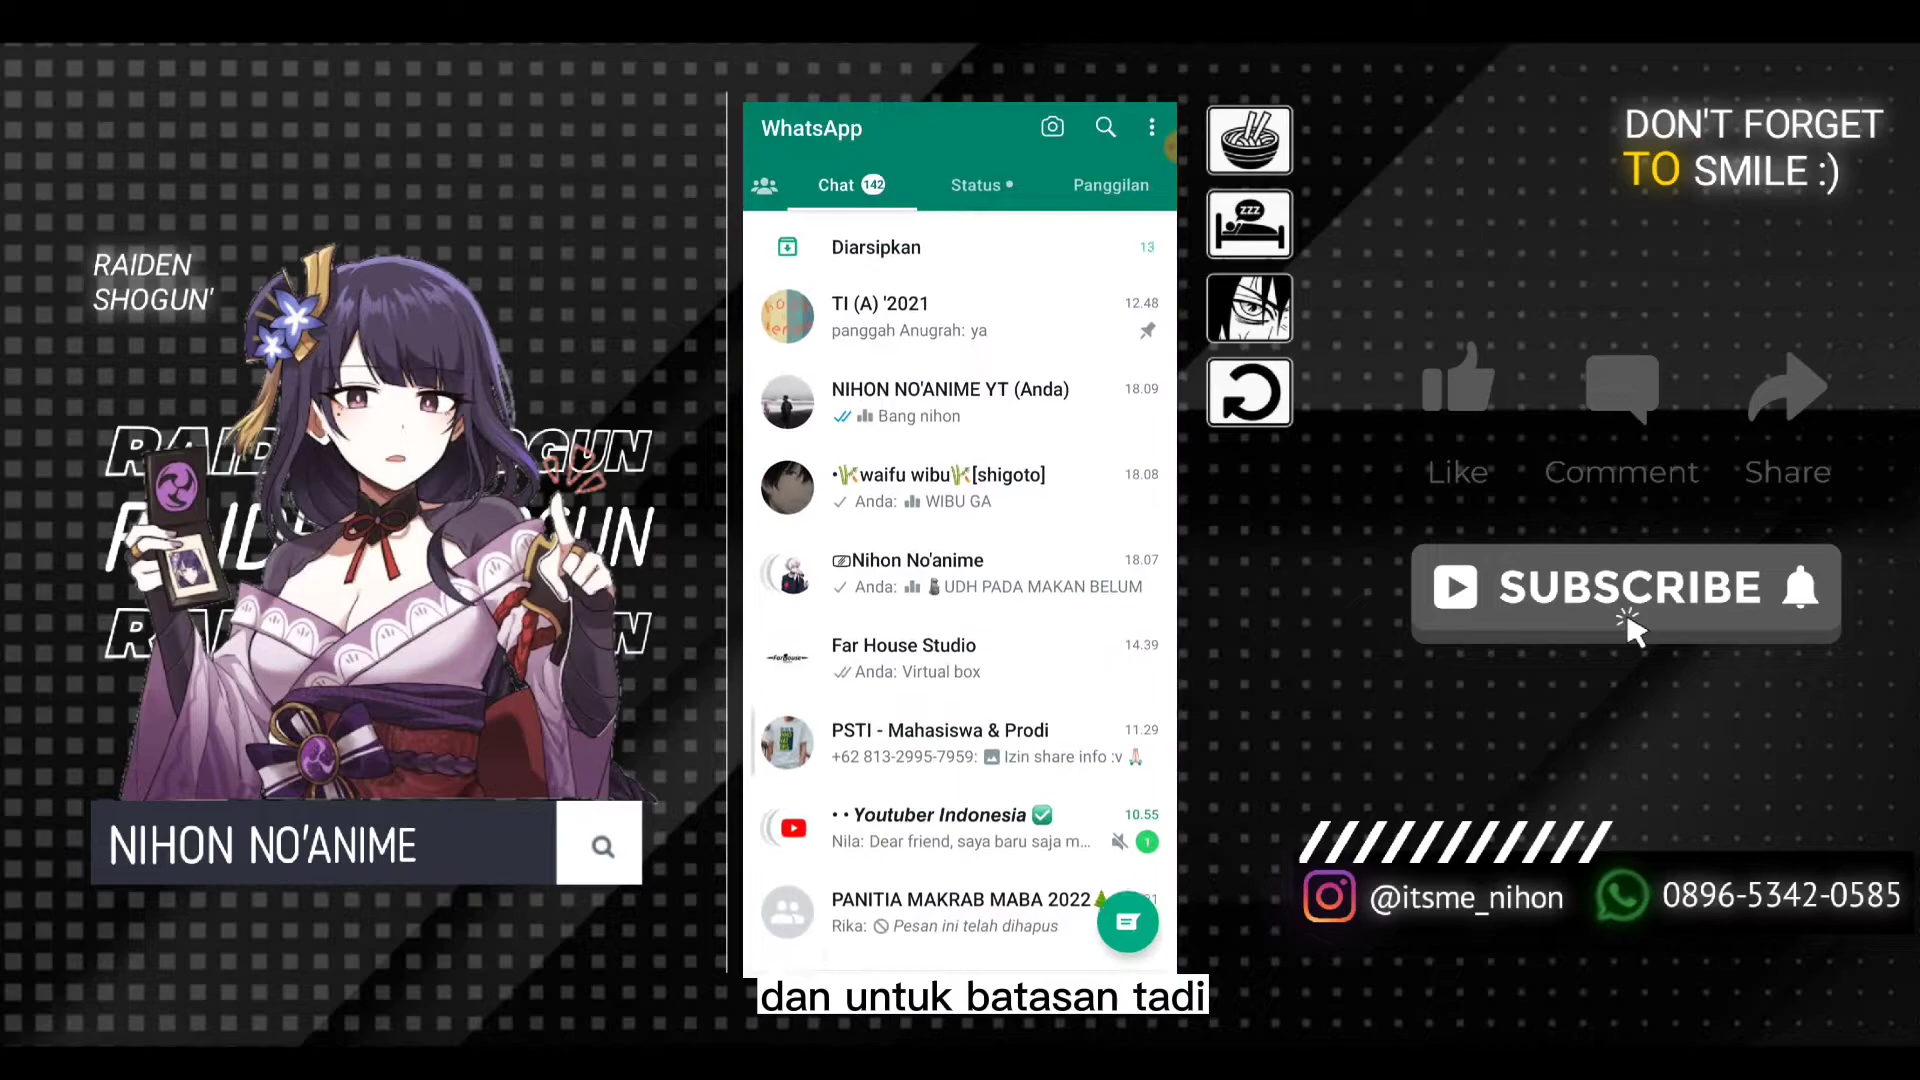 RAIDEN
SHOGUN'
RAIDEN SHOGUN
NIHON NO'ANIME
WhatsApp
Chat 142
Status
Panggilan
Diarsipkan 13
TI (A) '2021 12.48
panggah Anugrah: ya
NIHON NO'ANIME YT (Anda) 18.09
Bang nihon
•🎋waifu wibu🎋[shigoto] 18.08
Anda: WIBU GA
Nihon No'anime 18.07
Anda: UDH PADA MAKAN BELUM
FarHouse
Far House Studio 14.39
Anda: Virtual box
PSTI - Mahasiswa & Prodi 11.29
+62 813-2995-7959: Izin share info :v 🙏🏻
• • Youtuber Indonesia ✅ 10.55
Nila: Dear friend, saya baru saja m... 1
PANITIA MAKRAB MABA 2022🎄
Rika: Pesan ini telah dihapus
dan untuk batasan tadi
ZZZ
DON'T FORGET
TO SMILE :)
Like
Comment
Share
SUBSCRIBE
@itsme_nihon
0896-5342-0585